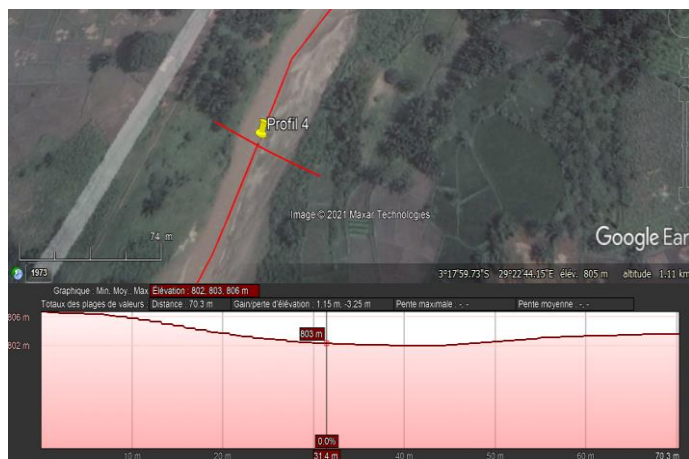 Profil 4
Image © 2021 Maxar Technologies
74 m
Google Ear
1973
3°17'59.73"S 29°22'44.15"E élév. 805 m altitude 1.11 km
Graphique : Min. Moy.. Max Élévation : 802, 803, 806 m
Totaux des plages de valeurs : Distance : 70.3 m Gain/perte d'élévation : 1.15 m, -3.25 m Pente maximale : -, - Pente moyenne : -, -
806 m
803 m
802 m
0.0%
10 m 20 m 31.4 m 40 m 50 m 60 m 70.3 m